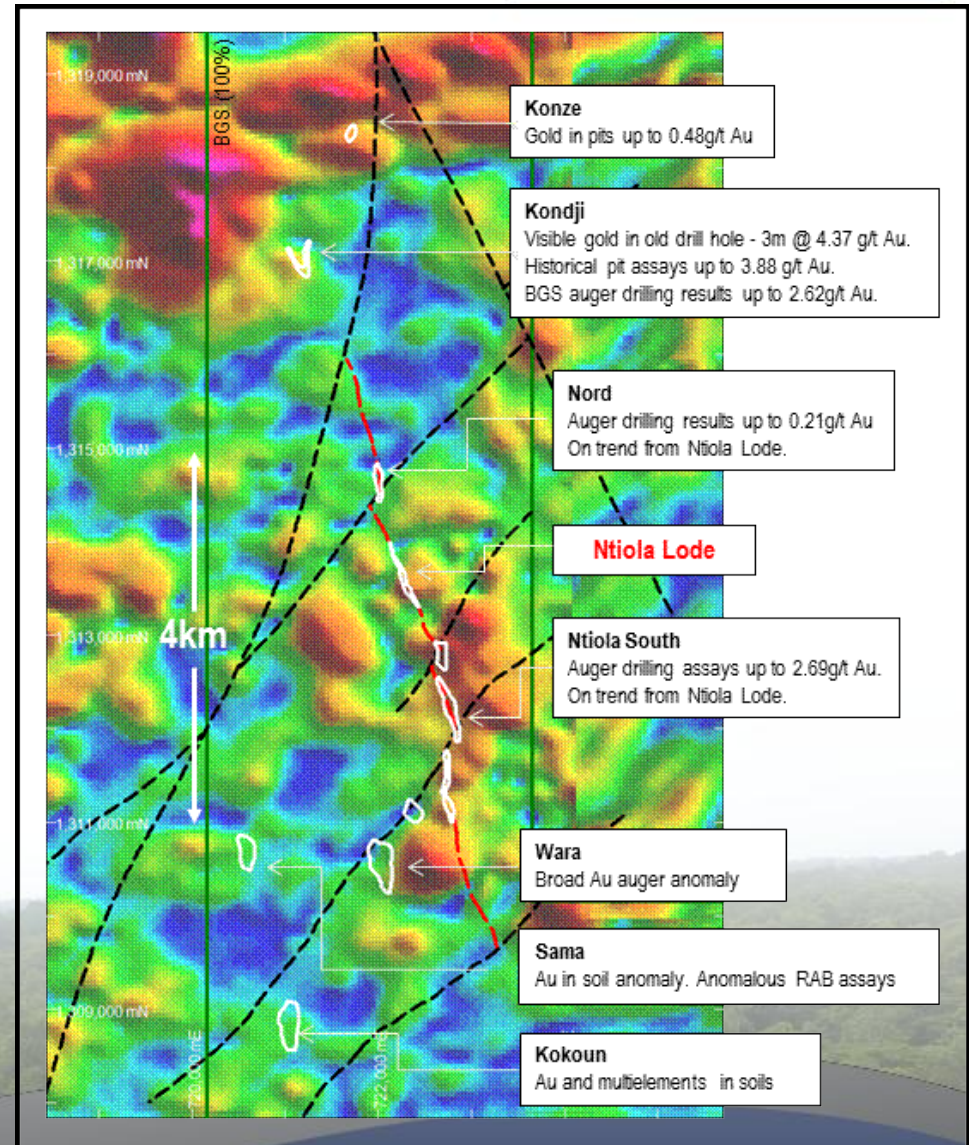 1,319,000 mN
BGS (100%)
Konze
Gold in pits up to 0.48g/t Au
Kondji
Visible gold in old drill hole - 3m @ 4.37 g/t Au.
Historical pit assays up to 3.88 g/t Au.
BGS auger drilling results up to 2.62g/t Au.
1,317,000 mN
Nord
Auger drilling results up to 0.21g/t Au
On trend from Ntiola Lode.
1,315,000 mN
Ntiola Lode
4km
1,313,000 mN
Ntiola South
Auger drilling assays up to 2.69g/t Au.
On trend from Ntiola Lode.
1,311,000 mN
Wara
Broad Au auger anomaly
Sama
Au in soil anomaly. Anomalous RAB assays
1,309,000 mN
Kokoun
Au and multielements in soils
720,000 mE
722,000 mE